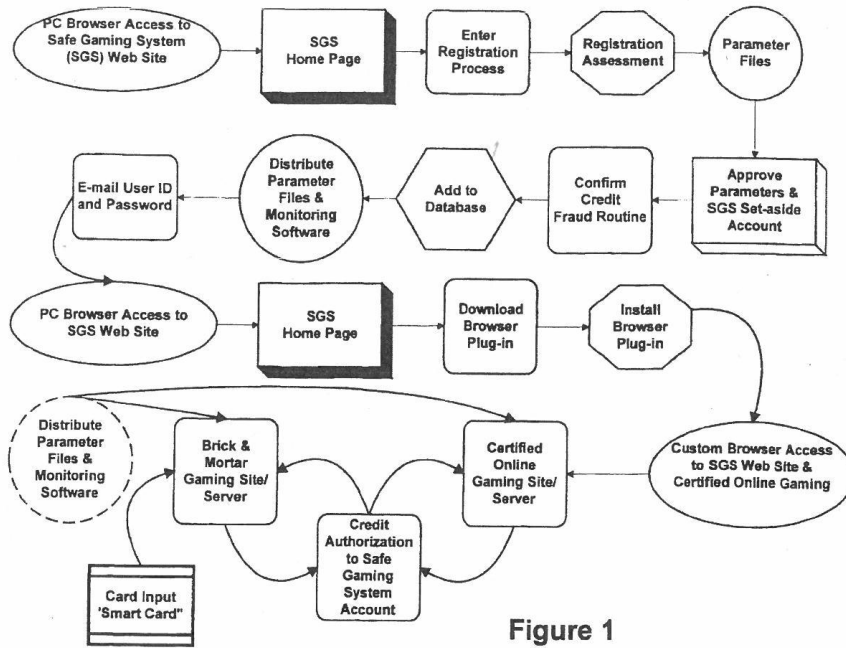 PC Browser Access to
Safe Gaming System
(SGS) Web Site
SGS
Home Page
Enter
Registration
Process
Registration
Assessment
Parameter
Files
E-mail User ID
and Password
Distribute
Parameter
Files &
Monitoring
Software
Add to
Database
Confirm
Credit
Fraud Routine
Approve
Parameters &
SGS Set-aside
Account
PC Browser Access to
SGS Web Site
SGS
Home Page
Download
Browser
Plug-in
Install
Browser
Plug-in
Distribute
Parameter
Files &
Monitoring
Software
Brick &
Mortar
Gaming Site/
Server
Certified
Online
Gaming Site/
Server
Custom Browser Access
to SGS Web Site &
Certified Online Gaming
Credit
Authorization
to Safe
Gaming
System
Account
Card Input
'Smart Card"
Figure 1